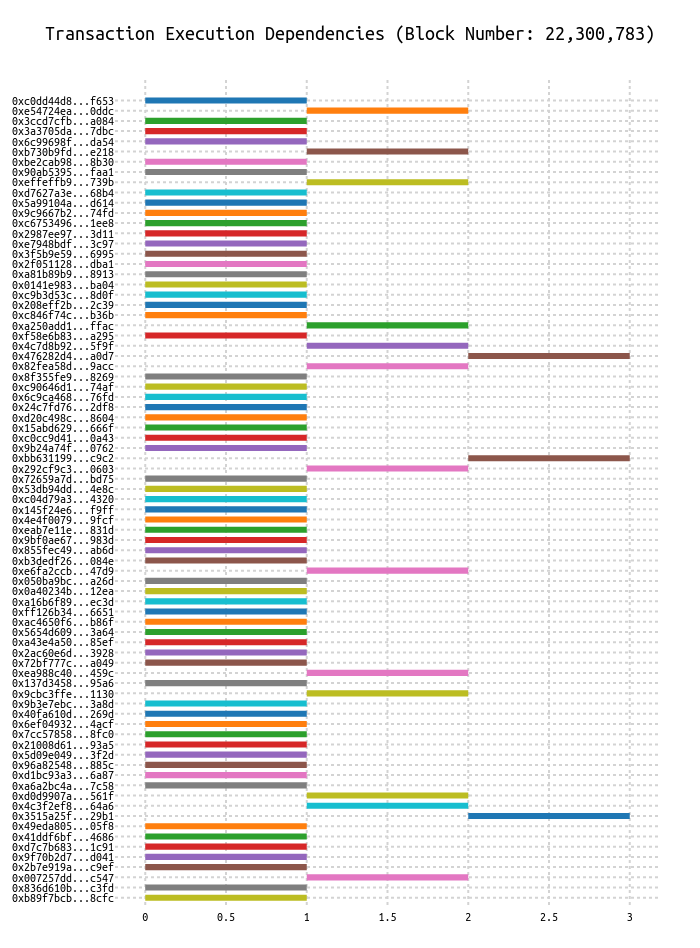 Transaction Execution Dependencies (Block Number: 22,300,783)
0xc0dd44d8...f653
0xe54724ea...0ddc
0x3ccd7cfb...a084
0x3a3705da...7dbc
0x6c99698f...da54
0xb730b9fd...e218
0xbe2cab98...8b30
0x90ab5395...faa1
0xeffeffb9...739b
0xd7627a3e...68b4
0x5a99104a...d614
0x9c9667b2...74fd
0xc6753496...1ee8
0x2987ee97...3d11
0xe7948bdf...3c97
0x3f5b9e59...6995
0x2f051128...dba1
0xa81b89b9...8913
0x0141e983...ba04
0xc9b3d53c...8d0f
0x208eff2b...2c39
0xc846f74c...b36b
0xa250add1...ffac
0xf58e6b83...a295
0x4c7d8b92...5f9f
0x476282d4...a0d7
0x82fea58d...9acc
0x8f355fe9...8269
0xc90646d1...74af
0x6c9ca468...76fd
0x24c7fd76...2df8
0xd20c498c...8604
0x15abd629...666f
0xc0cc9d41...0a43
0x9b24a74f...0762
0xbb631199...c9c2
0x292cf9c3...0603
0x72659a7d...bd75
0x53db94dd...4e8c
0xc04d79a3...4320
0x145f24e6...f9ff
0x4e4f0079...9fcf
0xeab7e11e...831d
0x9bf0ae67...983d
0x855fec49...ab6d
0xb3dedf26...084e
0xe6fa2ccb...47d9
0x050ba9bc...a26d
0x0a40234b...12ea
0xa16b6f89...ec3d
0xff126b34...6651
0xac4650f6...b86f
0x5654d609...3a64
0xa43e4a50...85ef
0x2ac60e6d...3928
0x72bf777c...a049
0xea988c40...459c
0x137d3458...95a6
0x9cbc3ffe...1130
0x9b3e7ebc...3a8d
0x40fa610d...269d
0x6ef04932...4acf
0x7cc57858...8fc0
0x21008d61...93a5
0x5d09e049...3f2d
0x96a82548...885c
0xd1bc93a3...6a87
0xa6a2bc4a...7c58
0xd0d9907a...561f
0x4c3f2ef8...64a6
0x3515a25f...29b1
0x49eda805...05f8
0x41ddf6bf...4686
0xd7c7b683...1c91
0x9f70b2d7...d041
0x2b7e919a...c9ef
0x007257dd...c547
0x836d610b...c3fd
0xb89f7bcb...8cfc
0 0.5 1 1.5 2 2.5 3